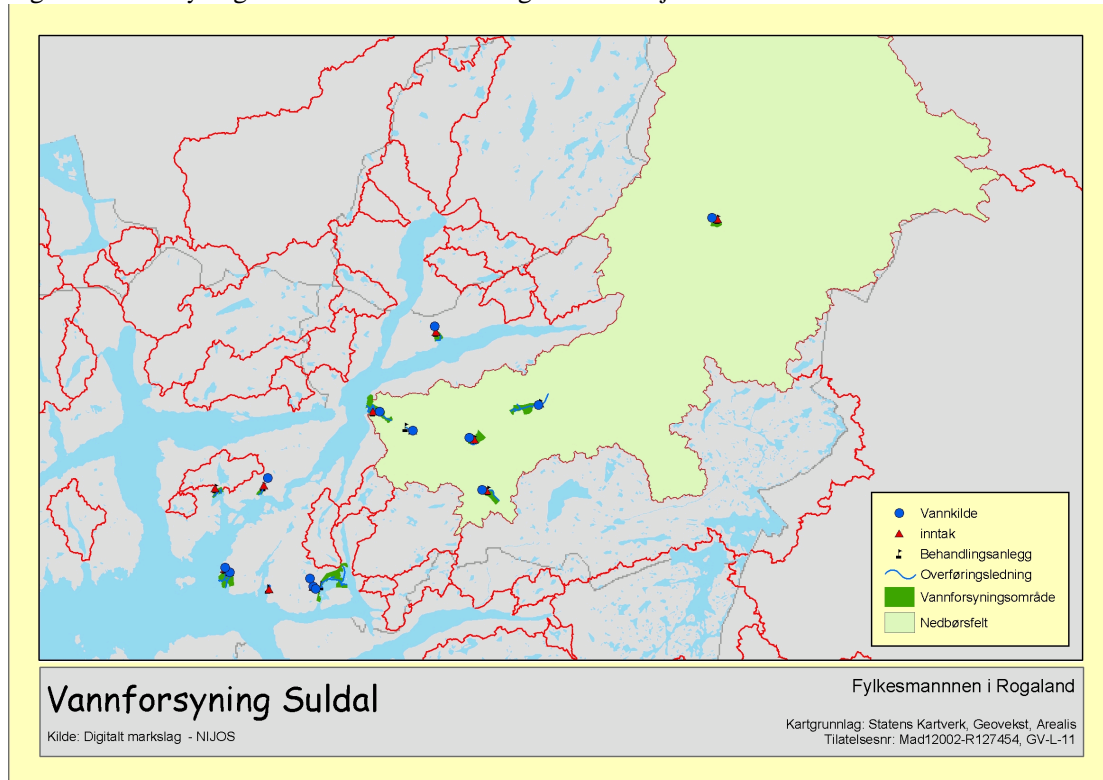 Vannkilde
inntak
Behandlingsanlegg
Overføringsledning
Vannforsyningsområde
Nedbørsfelt
Vannforsyning Suldal
Kilde: Digitalt markslag - NIJOS
Fylkesmannnen i Rogaland
Kartgrunnlag: Statens Kartverk, Geovekst, Arealis
Tilatelsesnr: Mad12002-R127454, GV-L-11